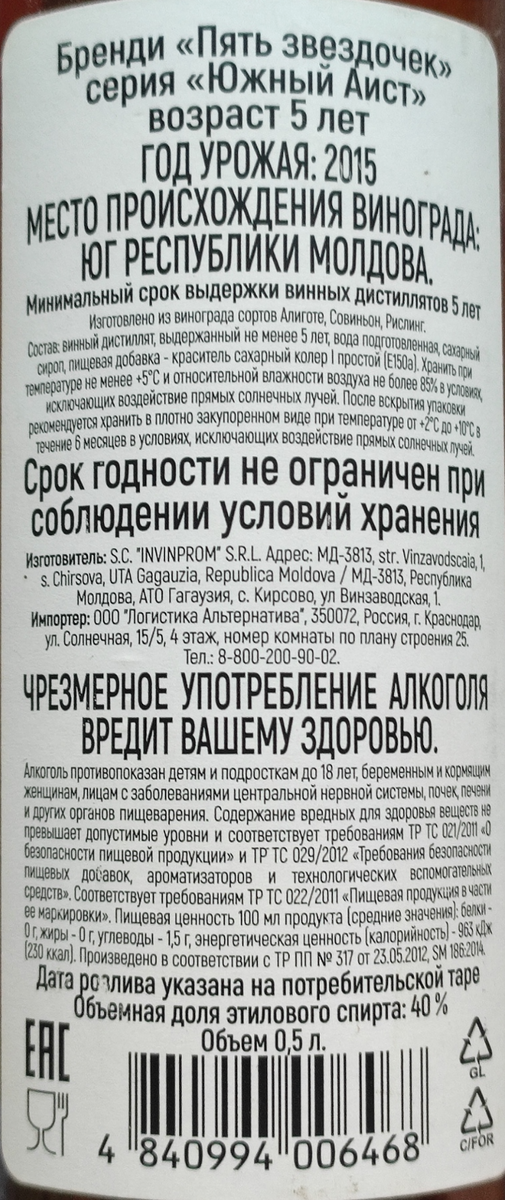 Бренди «Пять звездочек»
серия «Южный Аист»
возраст 5 лет
ГОД УРОЖАЯ: 2015
МЕСТО ПРОИСХОЖДЕНИЯ ВИНОГРАДА:
ЮГ РЕСПУБЛИКИ МОЛДОВА.
Минимальный срок выдержки винных дистиллятов 5 лет
Изготовлено из винограда сортов Алиготе, Совиньон, Рислинг.
Состав: винный дистиллят, выдержанный не менее 5 лет, вода подготовленная, сахарный
сироп, пищевая добавка - краситель сахарный колер I простой (Е150а). Хранить при
температуре не менее +5°С и относительной влажности воздуха не более 85% в условиях,
исключающих воздействие прямых солнечных лучей. После вскрытия упаковки
рекомендуется хранить в плотно закупоренном виде при температуре от +2°С до +10°С в
течение 6 месяцев в условиях, исключающих воздействие прямых солнечных лучей.
Срок годности не ограничен при
соблюдении условий хранения
Изготовитель: S.C. "INVINPROM" S.R.L. Адрес: МД-3813, str. Vinzavodscaia, 1,
s. Chirsova, UTA Gagauzia, Republica Moldova / МД-3813, Республика
Молдова, АТО Гагаузия, с. Кирсово, ул Винзаводская, 1.
Импортер: ООО "Логистика Альтернатива", 350072, Россия, г. Краснодар,
ул. Солнечная, 15/5, 4 этаж, номер комнаты по плану строения 25.
Тел.: 8-800-200-90-02.
ЧРЕЗМЕРНОЕ УПОТРЕБЛЕНИЕ АЛКОГОЛЯ
ВРЕДИТ ВАШЕМУ ЗДОРОВЬЮ.
Алкоголь противопоказан детям и подросткам до 18 лет, беременным и кормящим
женщинам, лицам с заболеваниями центральной нервной системы, почек, печени
и других органов пищеварения. Содержание вредных для здоровья веществ не
превышает допустимые уровни и соответствует требованиям ТР ТС 021/2011 «О
безопасности пищевой продукции» и ТР ТС 029/2012 «Требования безопасности
пищевых добавок, ароматизаторов и технологических вспомогательных
средств». Соответствует требованиям ТР ТС 022/2011 «Пищевая продукция в части
ее маркировки». Пищевая ценность 100 мл продукта (средние значения): белки -
0 г, жиры - 0 г, углеводы - 1,5 г, энергетическая ценность (калорийность) - 963 кДж
(230 ккал). Произведено в соответствии с ТР ПП № 317 от 23.05.2012, SM 186:2014.
Дата розлива указана на потребительской таре
Объемная доля этилового спирта: 40 %
Объем 0,5 л.
EAC
GL
C/FOR
4 840994 006468